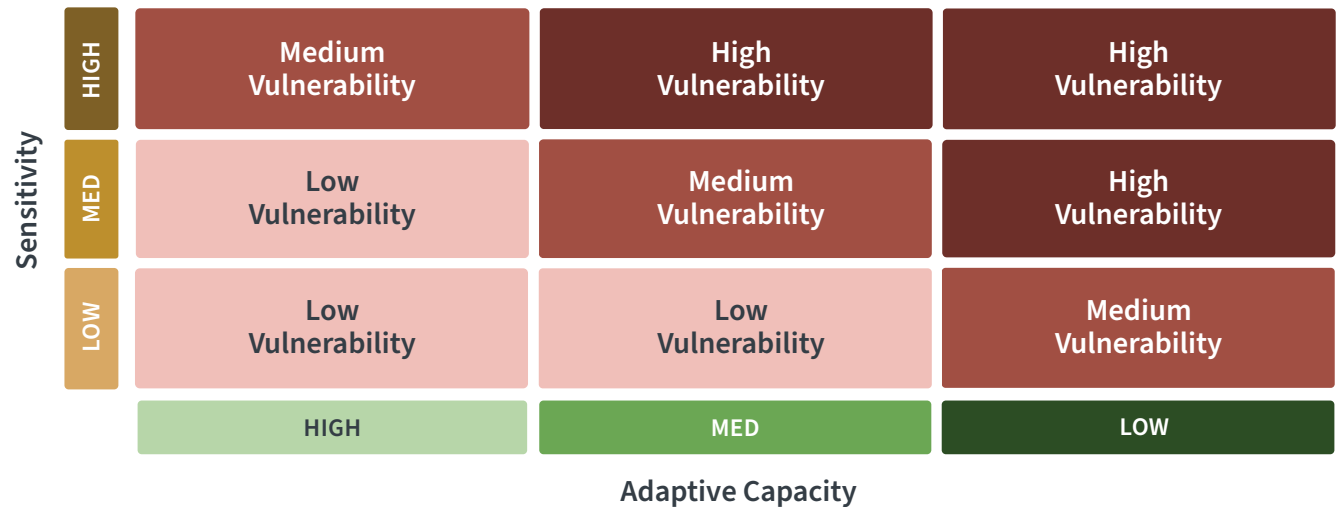 Sensitivity
HIGH
Medium
Vulnerability
High
Vulnerability
High
Vulnerability
MED
Low
Vulnerability
Medium
Vulnerability
High
Vulnerability
LOW
Low
Vulnerability
Low
Vulnerability
Medium
Vulnerability
HIGH
MED
LOW
Adaptive Capacity